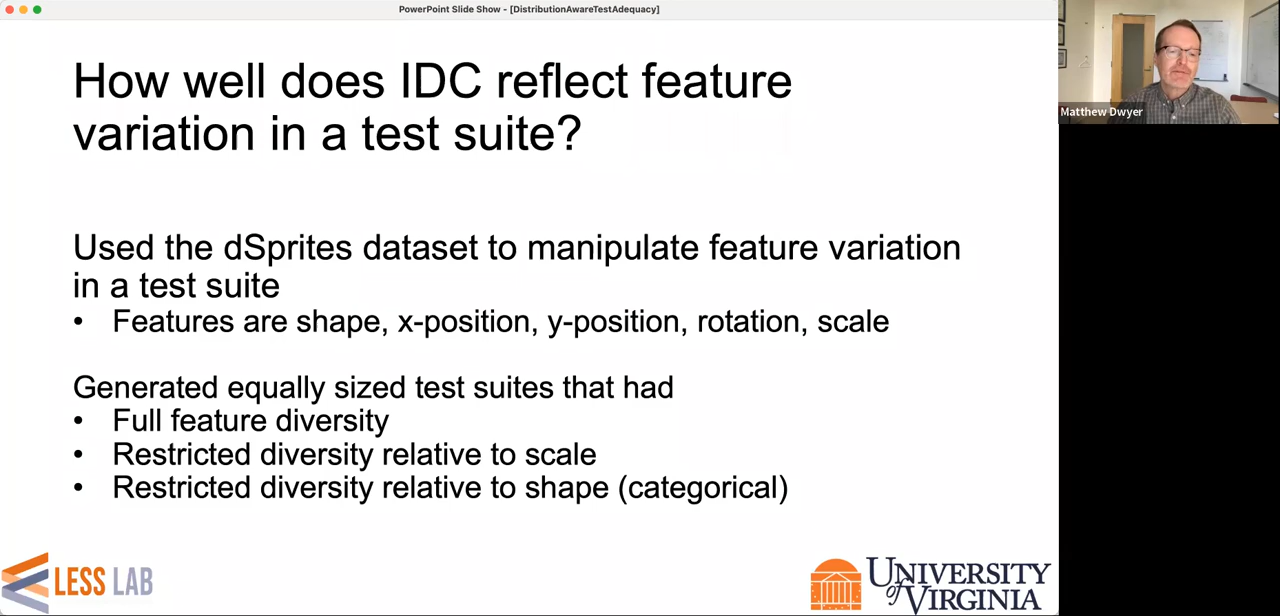 PowerPoint Slide Show - [DistributionAwareTestAdequacy]
How well does IDC reflect feature
variation in a test suite?
Matthew Dwyer
Used the dSprites dataset to manipulate feature variation
in a test suite
• Features are shape, x-position, y-position, rotation, scale
Generated equally sized test suites that had
• Full feature diversity
• Restricted diversity relative to scale
• Restricted diversity relative to shape (categorical)
LESS LAB
UNIVERSITY
of VIRGINIA